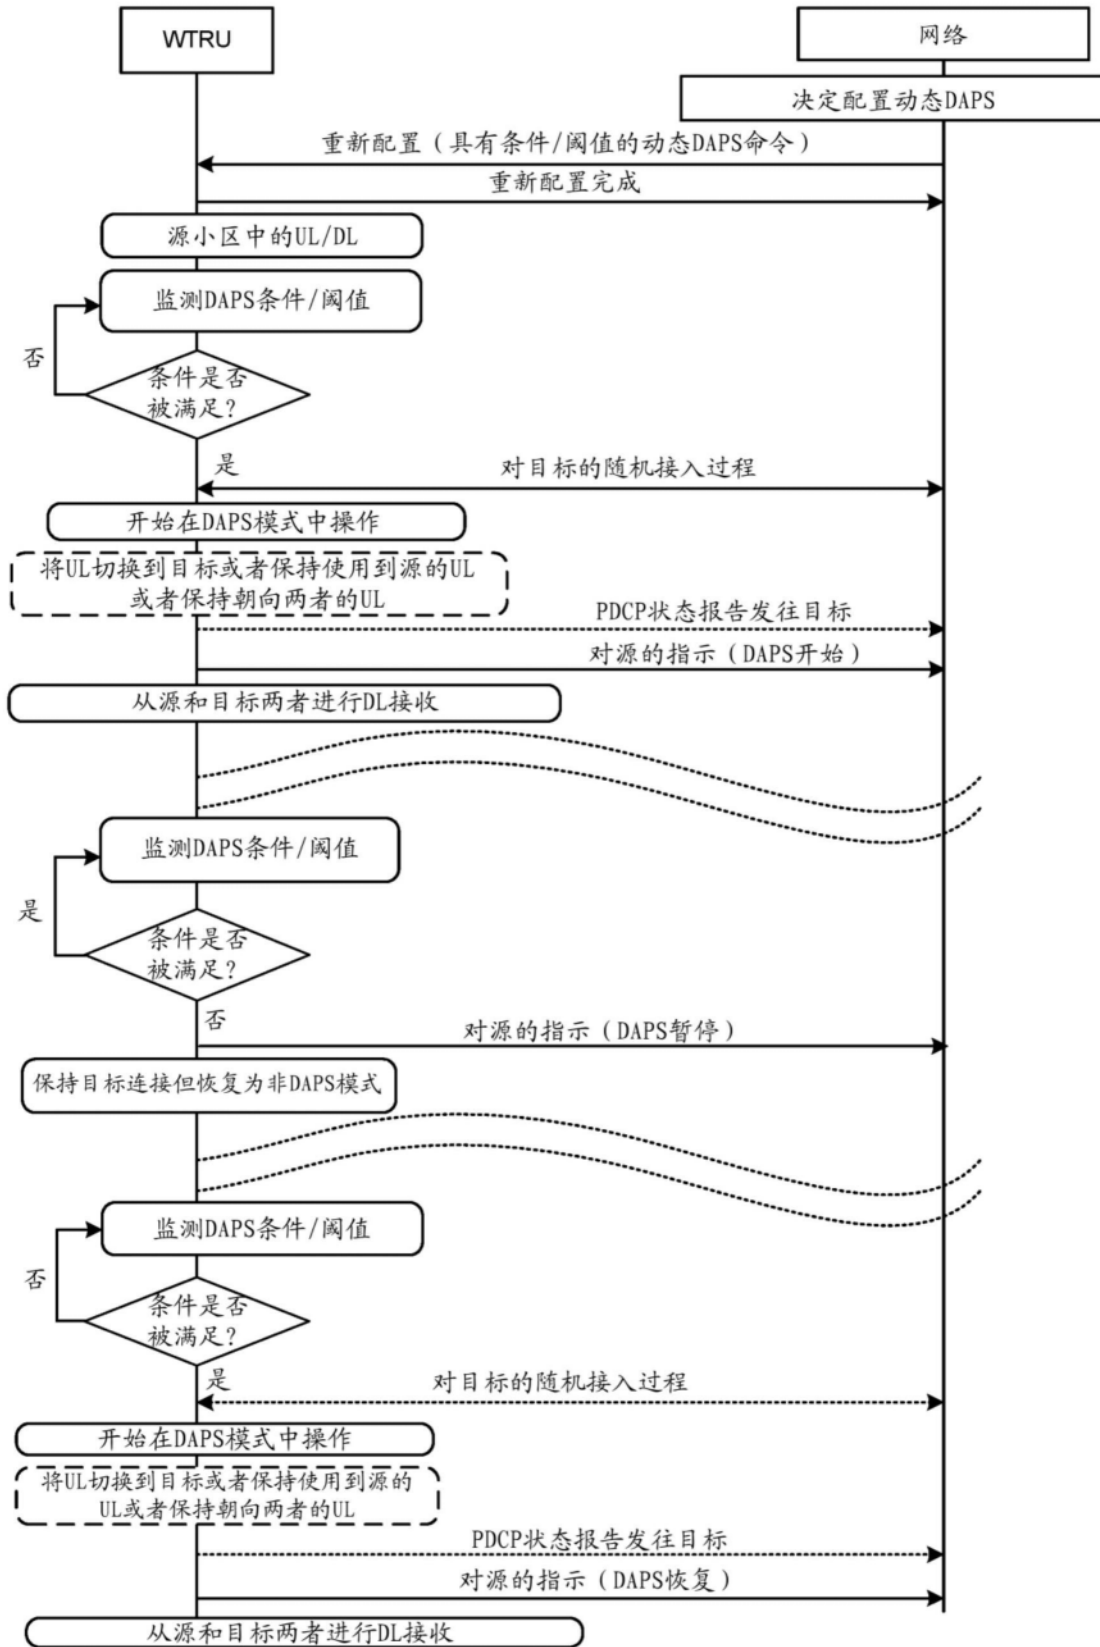 WTRU
网络
决定配置动态DAPS
重新配置（具有条件/阈值的动态DAPS命令）
重新配置完成
源小区中的UL/DL
监测DAPS条件/阈值
否
条件是否
被满足?
是
对目标的随机接入过程
开始在DAPS模式中操作
将UL切换到目标或者保持使用到源的UL
或者保持朝向两者的UL
PDCP状态报告发往目标
对源的指示（DAPS开始）
从源和目标两者进行DL接收
监测DAPS条件/阈值
是
条件是否
被满足?
否
对源的指示（DAPS暂停）
保持目标连接但恢复为非DAPS模式
监测DAPS条件/阈值
否
条件是否
被满足?
是
对目标的随机接入过程
开始在DAPS模式中操作
将UL切换到目标或者保持使用到源的
UL或者保持朝向两者的UL
PDCP状态报告发往目标
对源的指示（DAPS恢复）
从源和目标两者进行DL接收